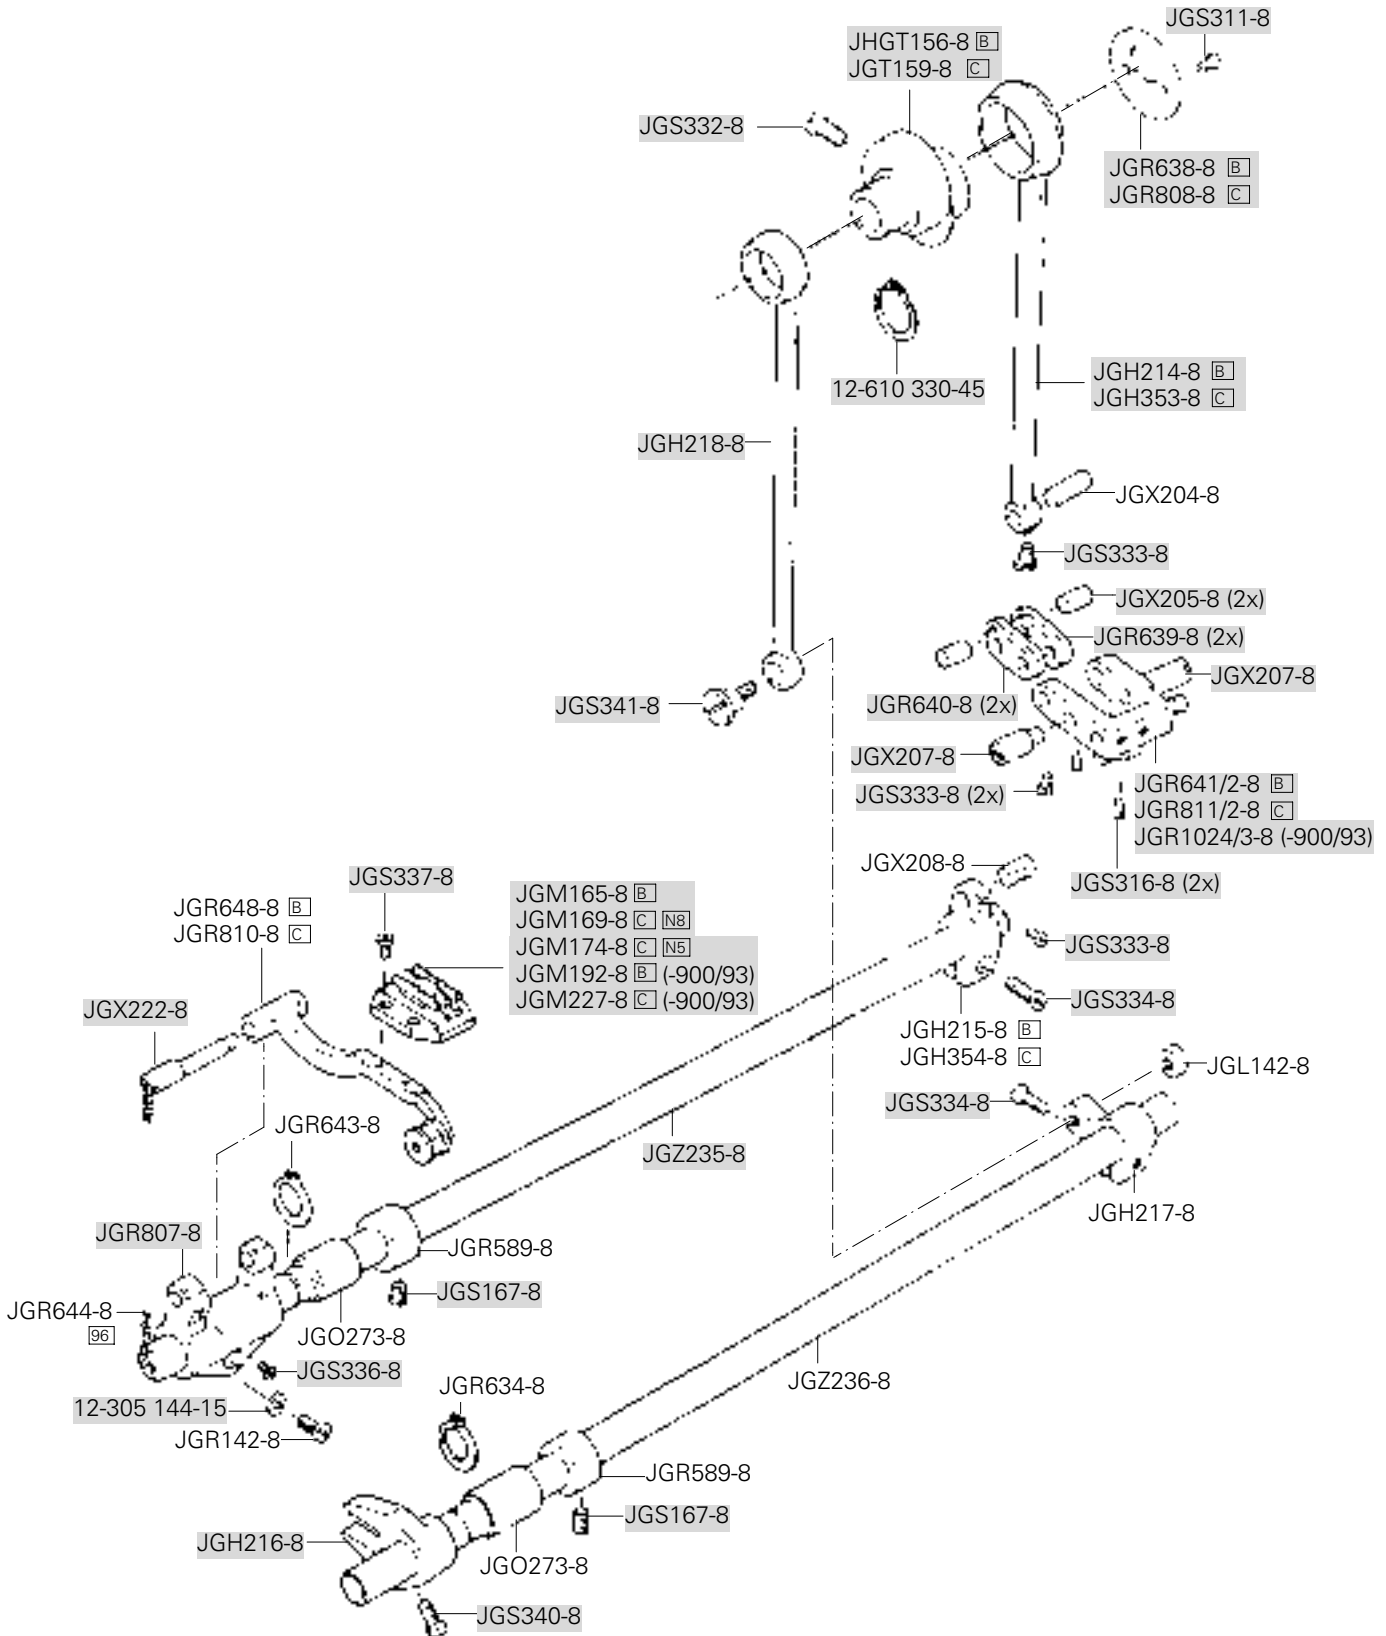 JGS311-8
JHGT156-8 B
JGT159-8 C
JGS332-8
JGR638-8 B
JGR808-8 C
12-610 330-45
JGH214-8 B
JGH353-8 C
JGH218-8
JGX204-8
JGS333-8
JGX205-8 (2x)
JGR639-8 (2x)
JGX207-8
JGS341-8
JGR640-8 (2x)
JGX207-8
JGS333-8 (2x)
JGR641/2-8 B
JGR811/2-8 C
JGR1024/3-8 (-900/93)
JGX208-8
JGS316-8 (2x)
JGS337-8
JGM165-8 B
JGM169-8 C N8
JGM174-8 C N5
JGM192-8 B (-900/93)
JGM227-8 C (-900/93)
JGR648-8 B
JGR810-8 C
JGS333-8
JGS334-8
JGX222-8
JGH215-8 B
JGH354-8 C
JGL142-8
JGS334-8
JGR643-8
JGZ235-8
JGH217-8
JGR807-8
JGR589-8
JGS167-8
JGR644-8
96
JGO273-8
JGS336-8
JGZ236-8
JGR634-8
12-305 144-15
JGR142-8
JGR589-8
JGS167-8
JGH216-8
JGO273-8
JGS340-8